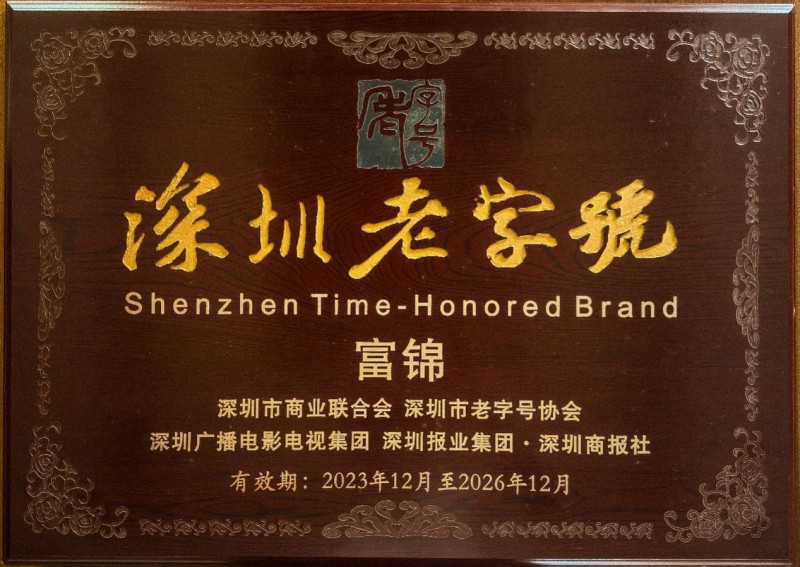 老字号
深圳老字號
Shenzhen Time-Honored Brand
富锦
深圳市商业联合会 深圳市老字号协会
深圳广播电影电视集团 深圳报业集团·深圳商报社
有效期：2023年12月至2026年12月